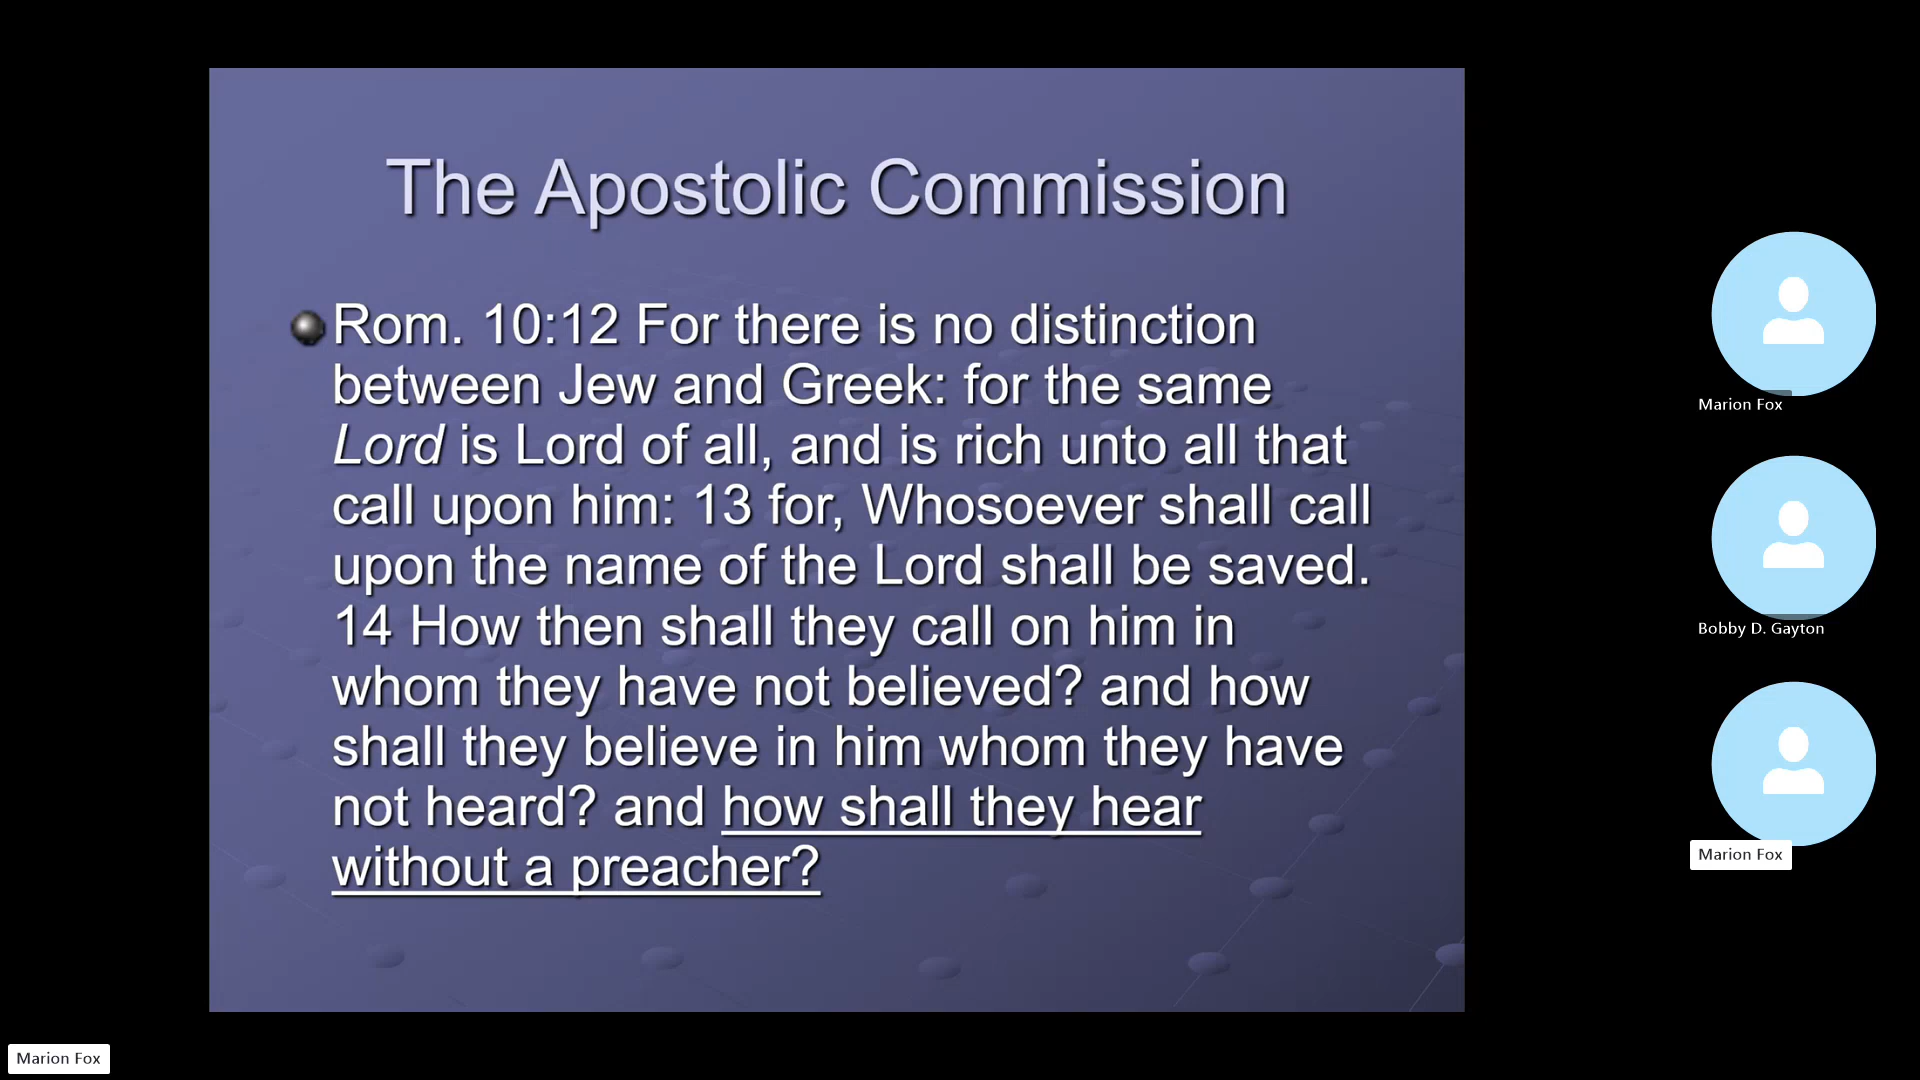 The Apostolic Commission
Rom. 10:12 For there is no distinction
between Jew and Greek: for the same
Lord is Lord of all, and is rich unto all that
call upon him: 13 for, Whosoever shall call
upon the name of the Lord shall be saved.
14 How then shall they call on him in
whom they have not believed? and how
shall they believe in him whom they have
not heard? and how shall they hear
without a preacher?
Marion Fox
Bobby D. Gayton
Marion Fox
Marion Fox